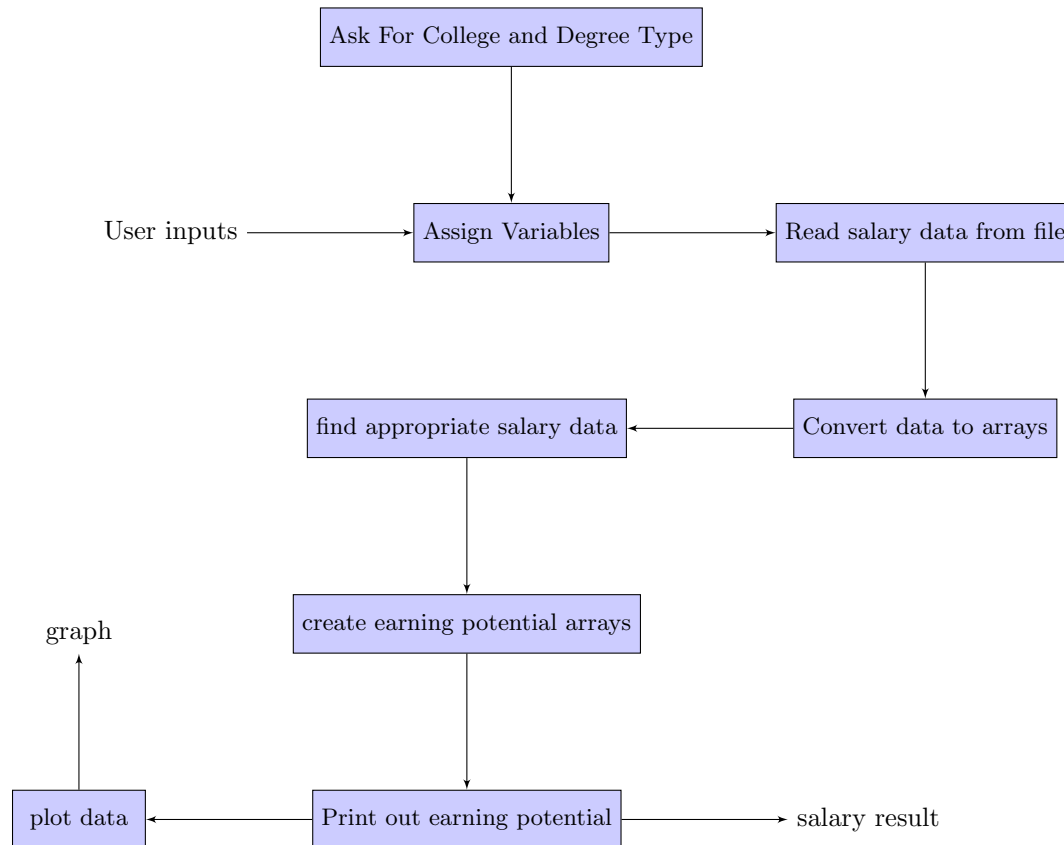 Ask For College and Degree Type
User inputs
Assign Variables
Read salary data from file
find appropriate salary data
Convert data to arrays
create earning potential arrays
graph
plot data
Print out earning potential
salary result